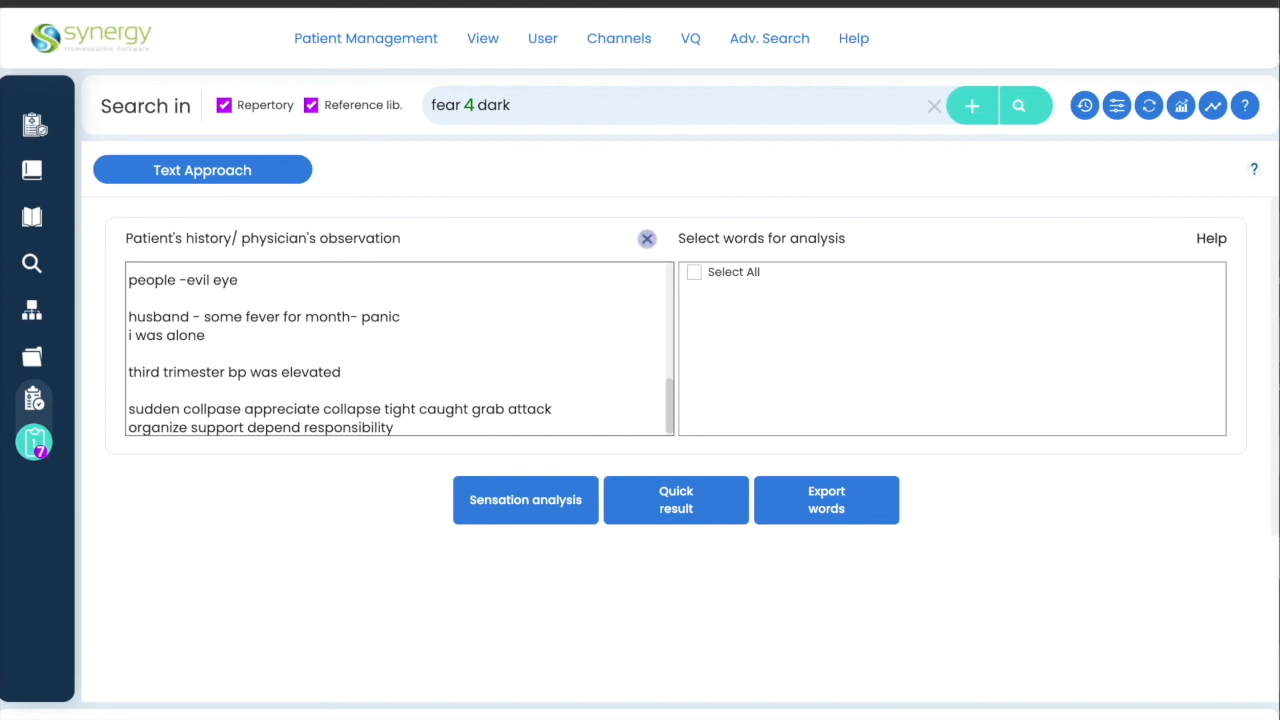 synergy
Homeopathic Software
Patient Management View User Channels VQ Adv. Search Help
Search in Repertory Reference lib. fear 4 dark
?
Text Approach
?
Patient's history/ physician's observation
Select words for analysis
Help
people -evil eye
husband - some fever for month- panic
i was alone
third trimester bp was elevated
sudden collpase appreciate collapse tight caught grab attack
organize support depend responsibility
Select All
Sensation analysis
Quick
result
Export
words
1
7